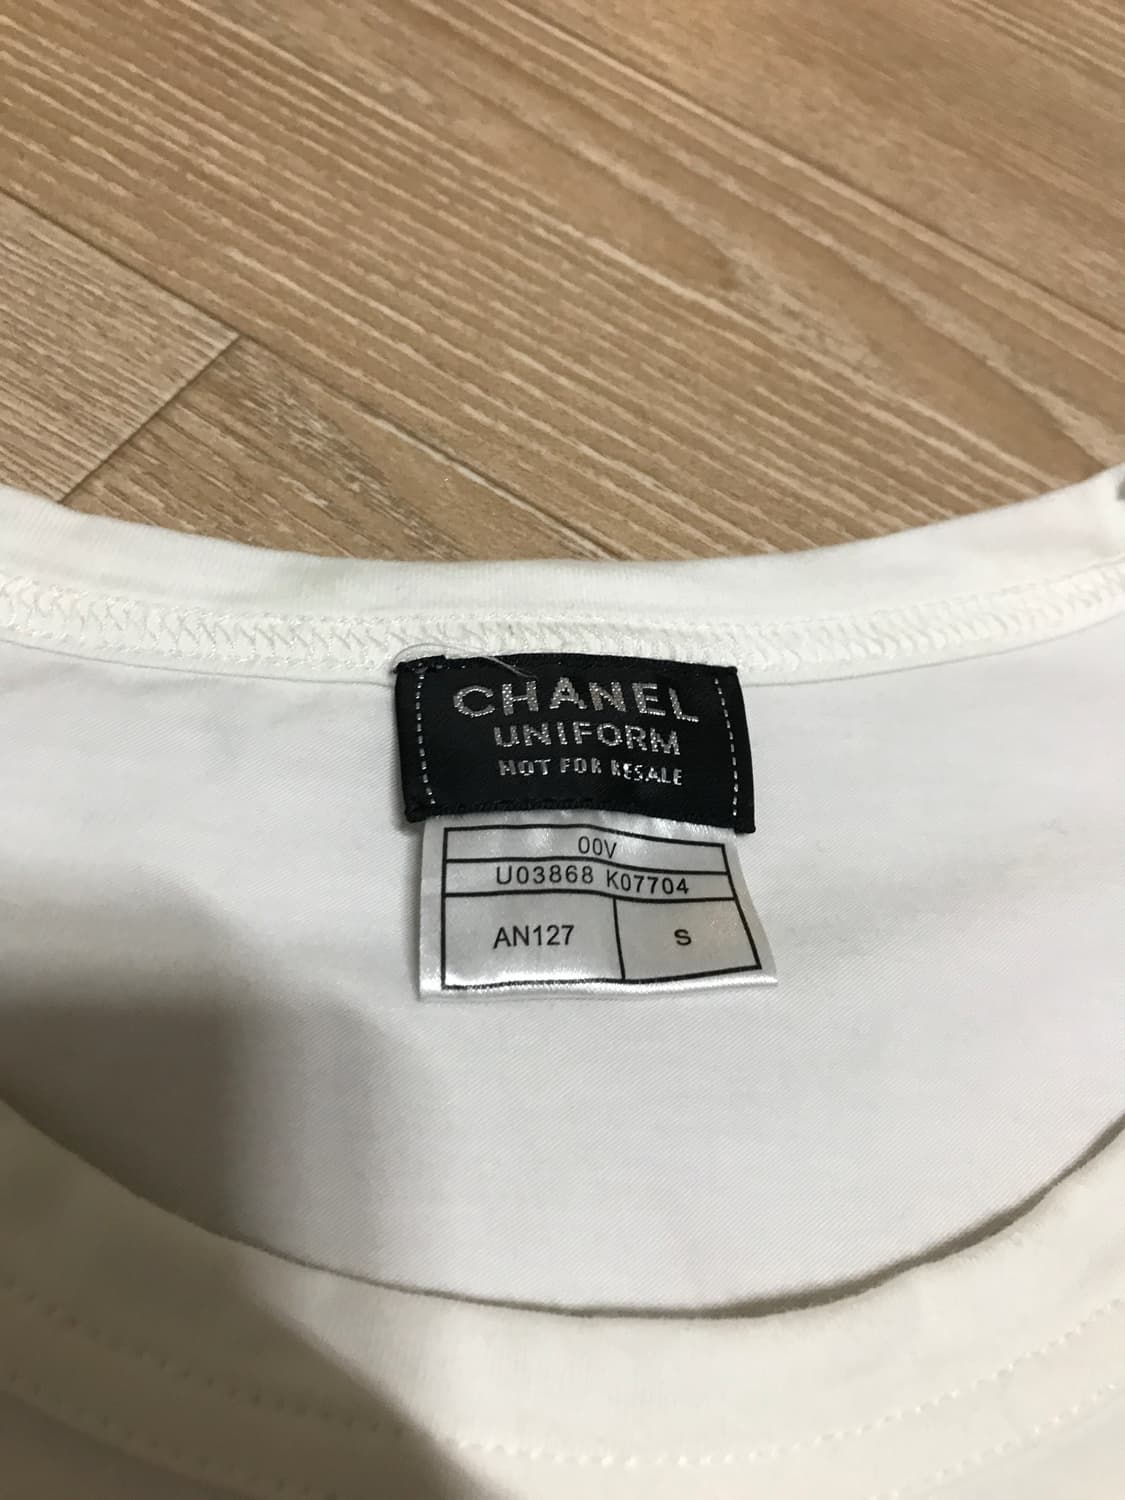 CHANEL
UNIFORM
NOT FOR RESALE
00V
U03868 K07704
AN127 S